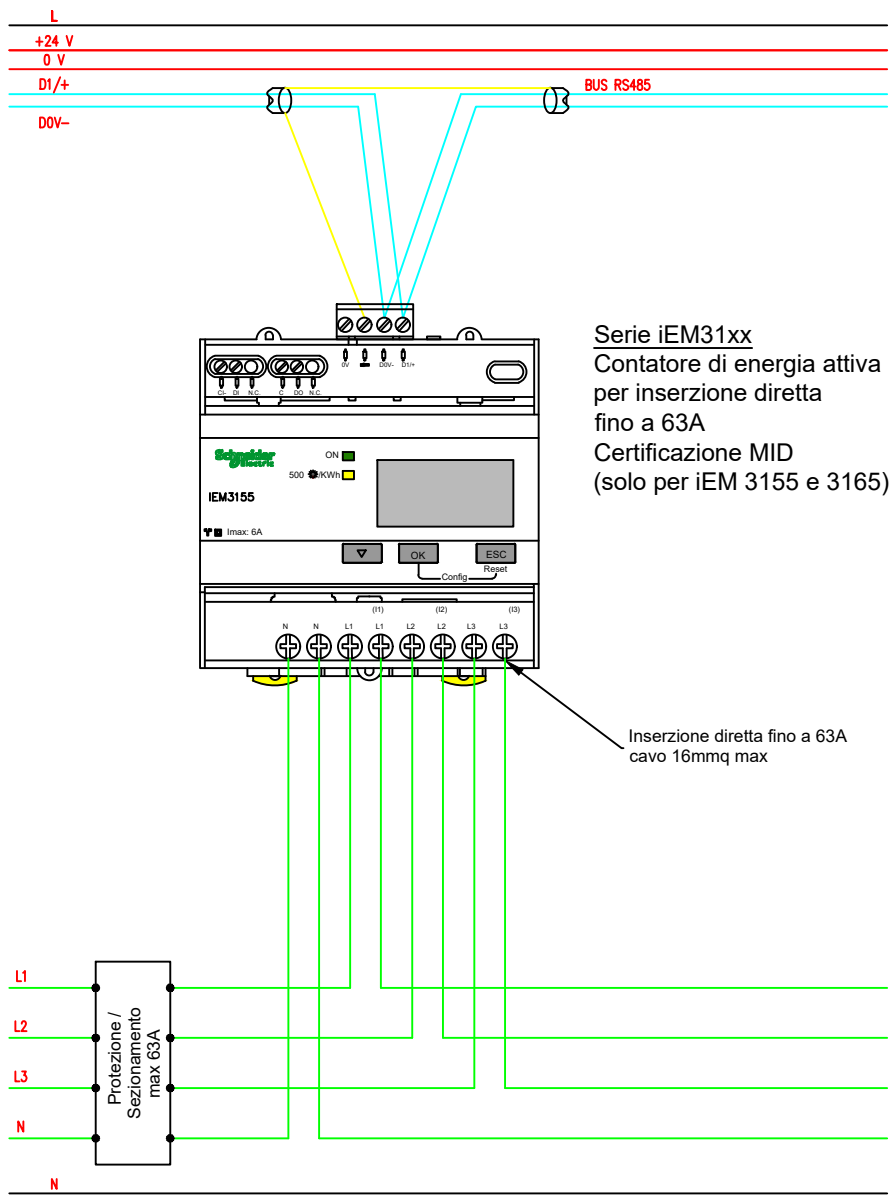 L
+24 V
0 V
D1/+
BUS RS485
D0V-
0V
D0V-
D1/+
CI-
DI
N.C.
C
DO
N.C.
Serie iEM31xx
Contatore di energia attiva
per inserzione diretta
fino a 63A
Certificazione MID
(solo per iEM 3155 e 3165)
Schneider
Electric
ON
500 /KWh
IEM3155
Imax: 6A
OK
ESC
Reset
Config
(I1)
(I2)
(I3)
N
N
L1
L1
L2
L2
L3
L3
Inserzione diretta fino a 63A
cavo 16mmq max
L1
L2
L3
N
Protezione /
Sezionamento
max 63A
N